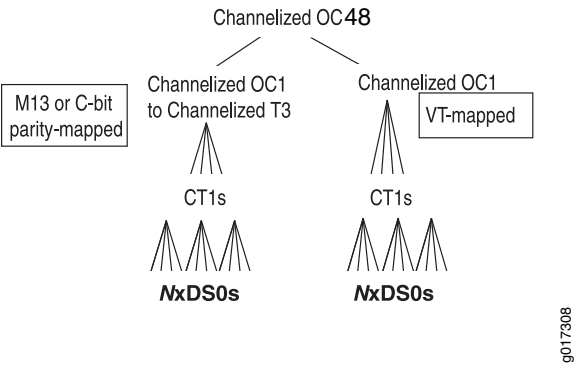 Channelized OC48
M13 or C-bit
parity-mapped
Channelized OC1
to Channelized T3
Channelized OC1
VT-mapped
CT1s
CT1s
NxDS0s
NxDS0s
g017308